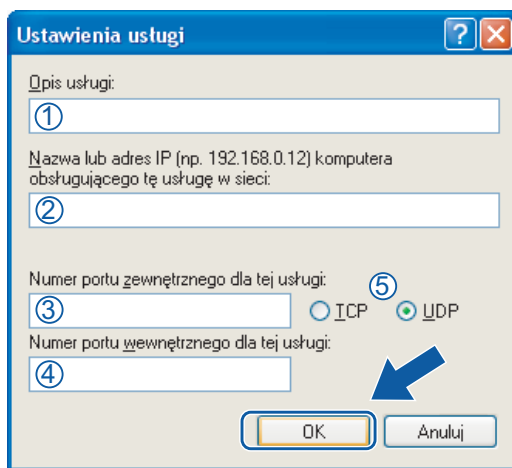 Ustawienia usługi
Opis usługi:
①
Nazwa lub adres IP (np. 192.168.0.12) komputera
obsługującego tę usługę w sieci:
②
Numer portu zewnętrznego dla tej usługi:
③ TCP ⑤ UDP
Numer portu wewnętrznego dla tej usługi:
④
OK Anuluj